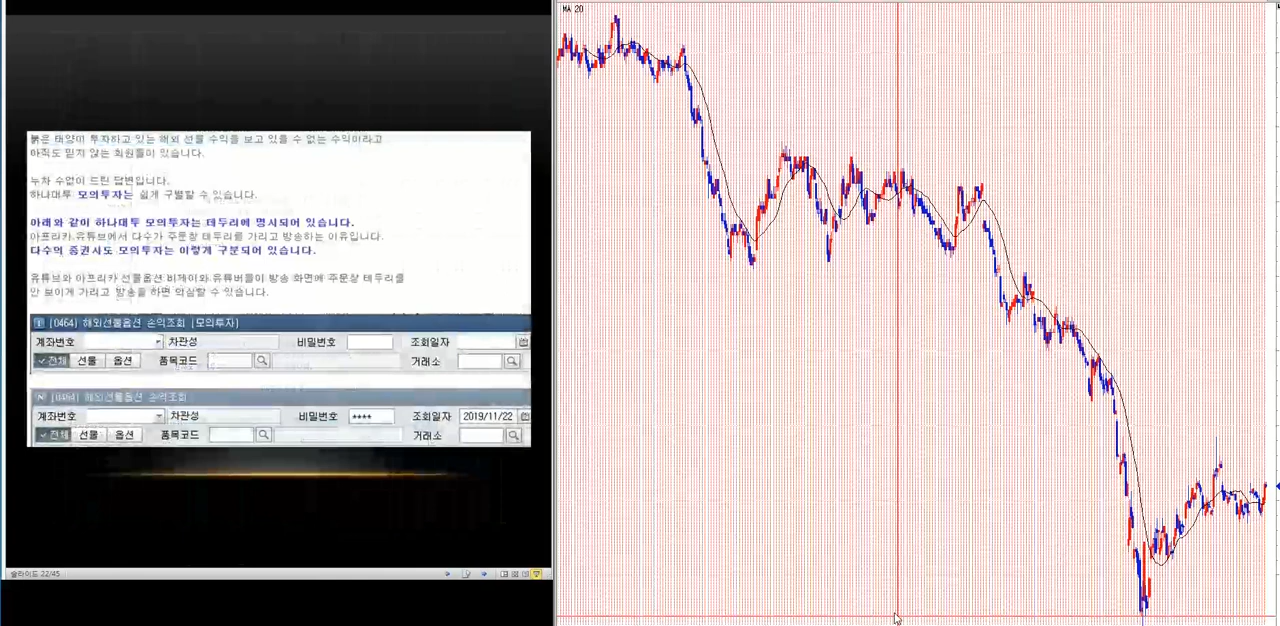 붉은 태양이 투자하고 있는 해외 선물 수익을 보고 있을 수 없는 수익이라고
아직도 믿지 않는 회원들이 있습니다.
누차 수없이 드린 답변입니다.
하나대투 모의투자는 쉽게 구별할 수 있습니다.
아래와 같이 하나대투 모의투자는 테두리에 명시되어 있습니다.
아프리카.유튜브에서 다수가 주문창 테두리를 가리고 방송하는 이유입니다.
다수의 증권사도 모의투자는 이렇게 구분되어 있습니다.
유튜브와 아프리카 선물옵션 비제이와 유튜버들이 방송 화면에 주문창 테두리를
안 보이게 가리고 방송을 하면 의심할 수 있습니다.
[0464] 해외선물옵션 손익조회 [모의투자]
계좌번호 차관성 비밀번호 조회일자
전체 선물 옵션 품목코드 거래소
[0464] 해외선물옵션 손익조회
계좌번호 차관성 비밀번호 **** 조회일자 2019/11/22
전체 선물 옵션 품목코드 거래소
슬라이드 22/45
MA 20